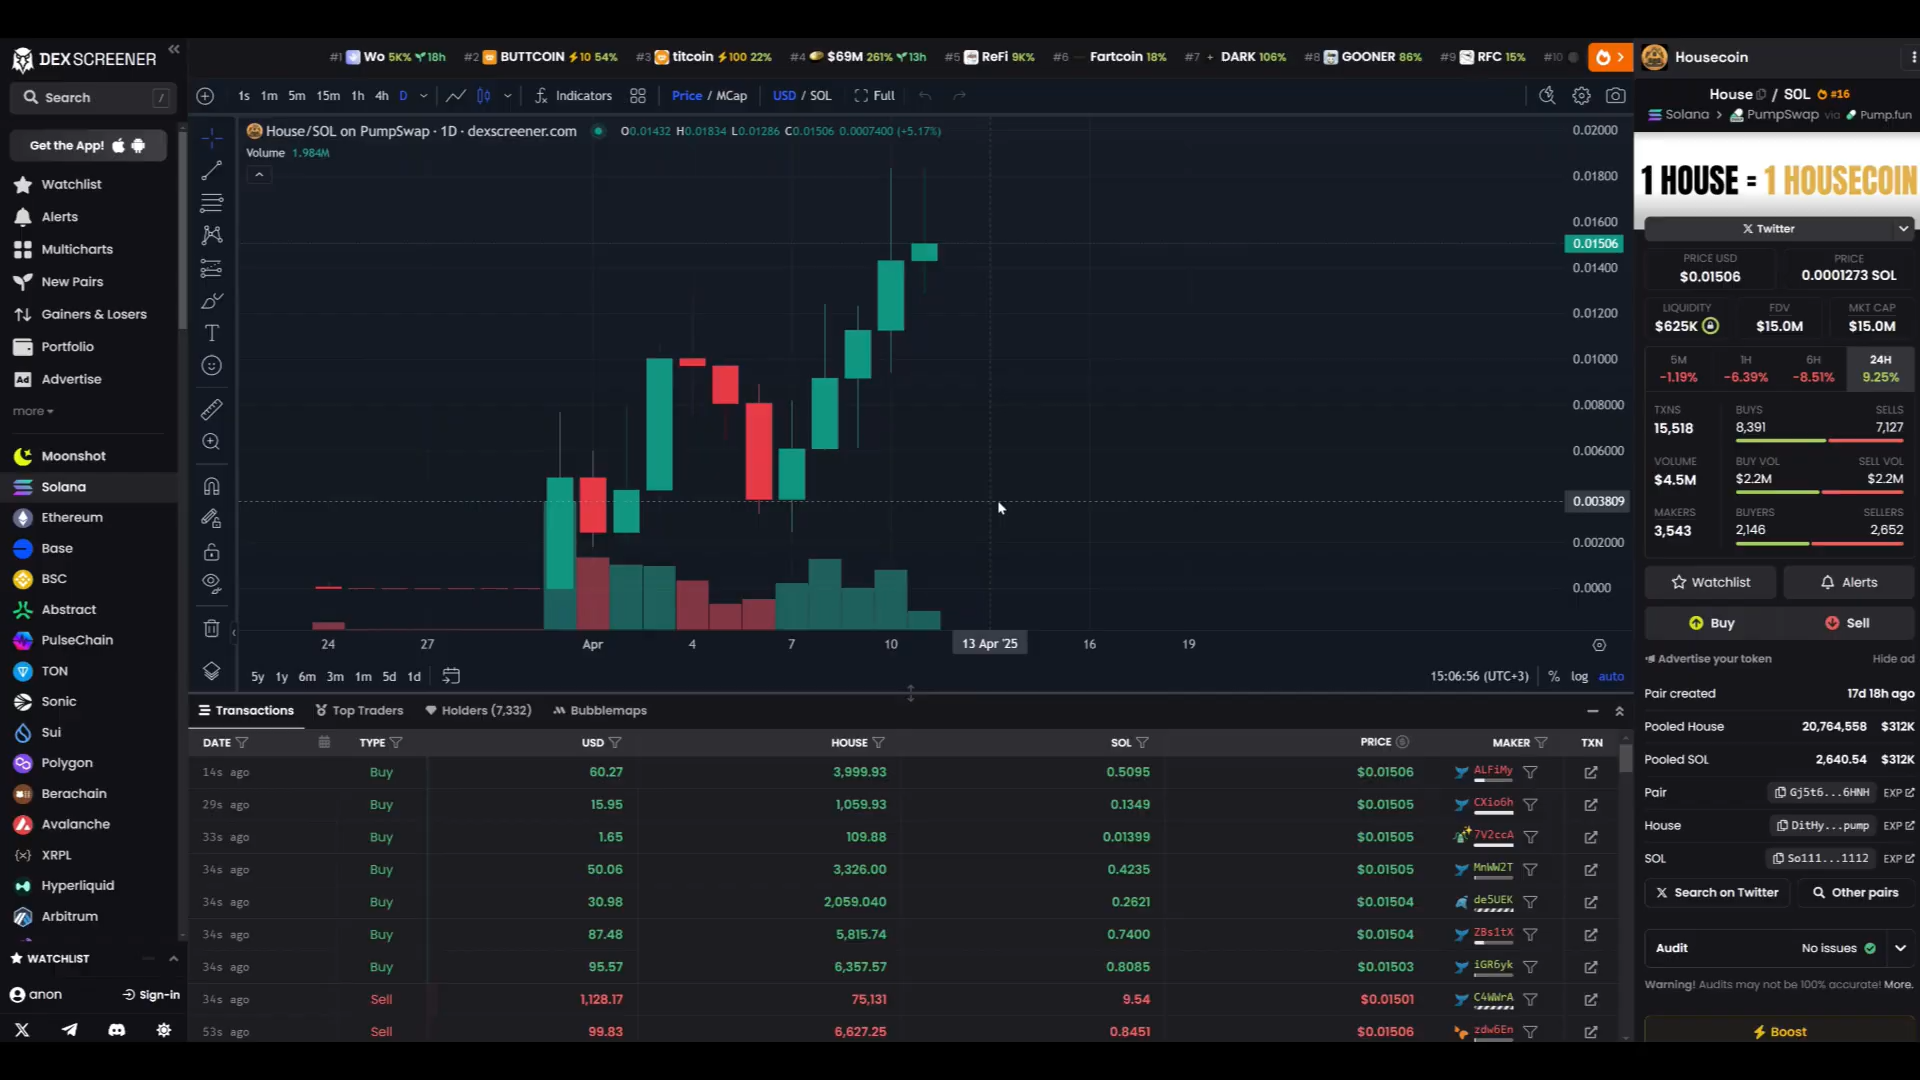 DEX SCREENER
Search /
Get the App!
Watchlist
Alerts
Multicharts
New Pairs
Gainers & Losers
Portfolio
Ad Advertise
more
Moonshot
Solana
Ethereum
Base
BSC
Abstract
PulseChain
TON
Sonic
Sui
Polygon
Berachain
Avalanche
XRPL
Hyperliquid
Arbitrum
WATCHLIST
anon Sign-in
#1 Wo 5K% 18h #2 BUTTCOIN 10 54% #3 titcoin 100 22% #4 $69M 261% 13h #5 ReFi 9K% #6 Fartcoin 18% #7 DARK 106% #8 GOONER 86% #9 RFC 15% #10
1s 1m 5m 15m 1h 4h D Indicators Price / MCap USD / SOL Full
House/SOL on PumpSwap · 1D · dexscreener.com O0.01432 H0.01834 L0.01286 C0.01506 0.0007400 (+5.17%)
Volume 1.984M
0.02000
0.01800
0.01600
0.01506
0.01400
0.01200
0.01000
0.008000
0.006000
0.003809
0.002000
0.0000
24 27 Apr 4 7 10 13 Apr '25 16 19
5y 1y 6m 3m 1m 5d 1d 15:06:56 (UTC+3) % log auto
Transactions Top Traders Holders (7,332) Bubblemaps
DATE TYPE USD HOUSE SOL PRICE MAKER TXN
14s ago Buy 60.27 3,999.93 0.5095 $0.01506 ALFiMy
29s ago Buy 15.95 1,059.93 0.1349 $0.01505 CXio6h
33s ago Buy 1.65 109.88 0.01399 $0.01505 7V2ccA
34s ago Buy 50.06 3,326.00 0.4235 $0.01505 MnWW2T
34s ago Buy 30.98 2,059.040 0.2621 $0.01504 de5UEK
34s ago Buy 87.48 5,815.74 0.7400 $0.01504 ZBs1tX
34s ago Buy 95.57 6,357.57 0.8085 $0.01503 iGR6yk
34s ago Sell 1,128.17 75,131 9.54 $0.01501 C4WWrA
53s ago Sell 99.83 6,627.25 0.8451 $0.01506 zdw6En
Housecoin
House / SOL #16
Solana > PumpSwap via Pump.fun
1 HOUSE = 1 HOUSECOIN
Twitter
PRICE USD PRICE
$0.01506 0.0001273 SOL
LIQUIDITY FDV MKT CAP
$625K $15.0M $15.0M
5M 1H 6H 24H
-1.19% -6.39% -8.51% 9.25%
TXNS BUYS SELLS
15,518 8,391 7,127
VOLUME BUY VOL SELL VOL
$4.5M $2.2M $2.2M
MAKERS BUYERS SELLERS
3,543 2,146 2,652
Watchlist Alerts
Buy Sell
Advertise your token Hide ad
Pair created 17d 18h ago
Pooled House 20,764,558 $312K
Pooled SOL 2,640.54 $312K
Pair Gj5t6...6HNH EXP
House DitHy...pump EXP
SOL So111...1112 EXP
Search on Twitter Other pairs
Audit No issues
Warning! Audits may not be 100% accurate! More.
Boost